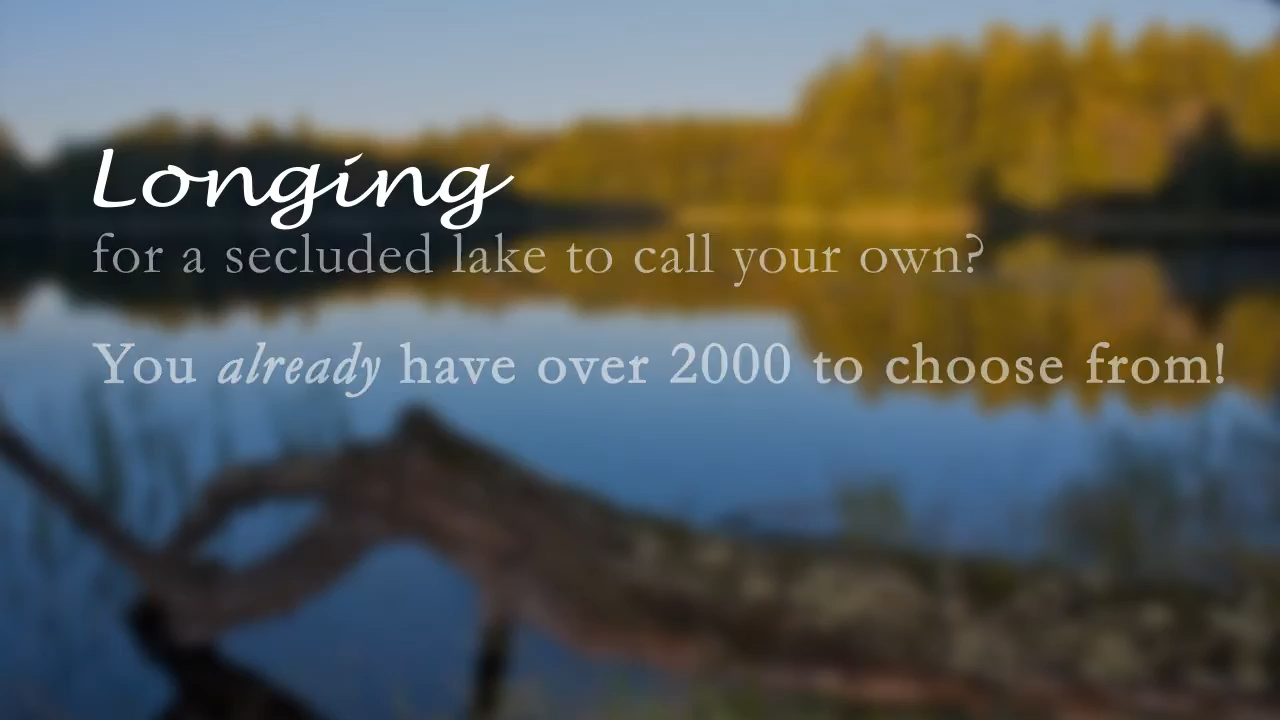 Longing
for a secluded lake to call your own?
You already have over 2000 to choose from!